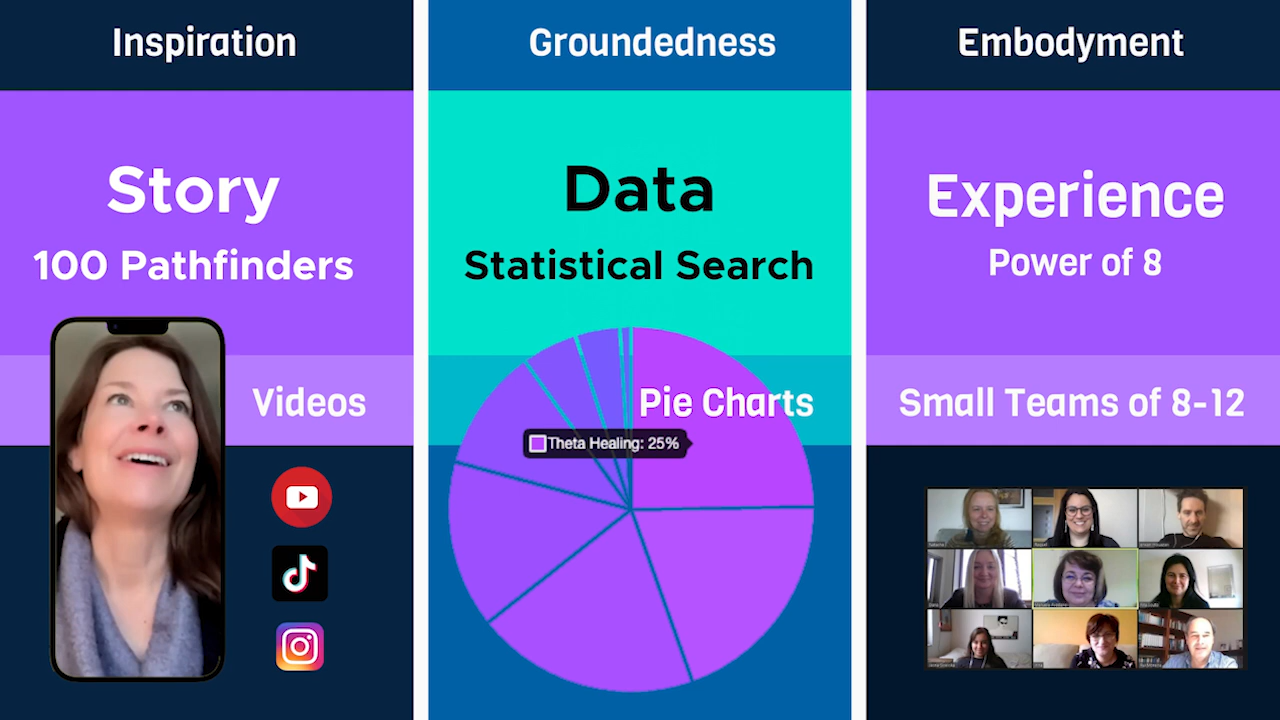 Inspiration
Story
100 Pathfinders
Videos
Groundedness
Data
Statistical Search
Pie Charts
Theta Healing: 25%
Embodyment
Experience
Power of 8
Small Teams of 8-12